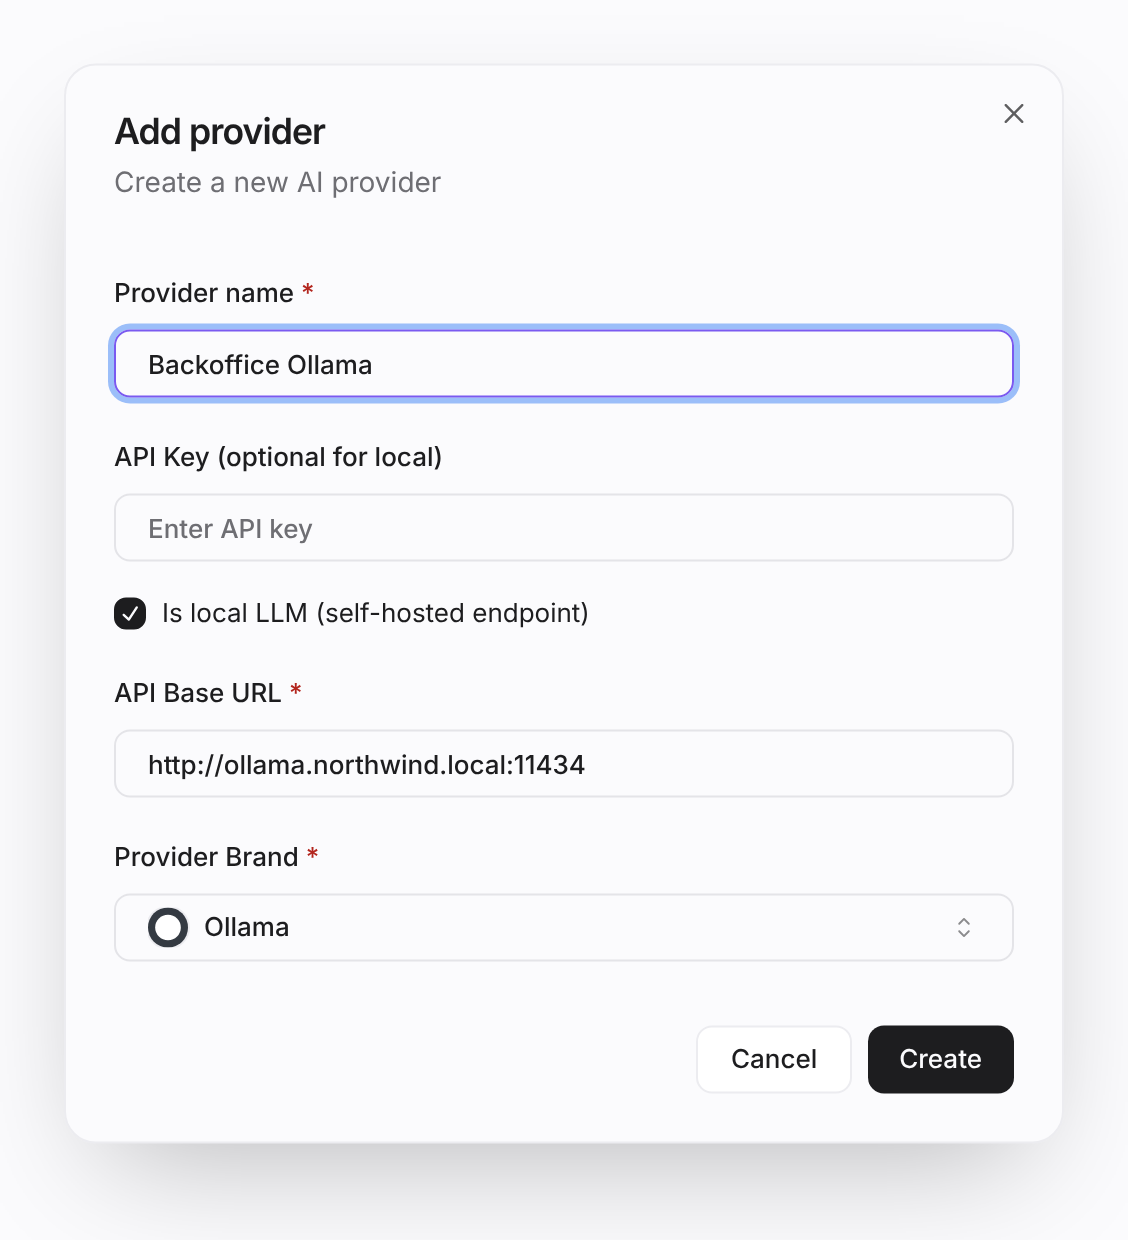 Add provider
Create a new AI provider
Provider name *
Backoffice Ollama
API Key (optional for local)
Enter API key
Is local LLM (self-hosted endpoint)
API Base URL *
http://ollama.northwind.local:11434
Provider Brand *
Ollama
Cancel
Create